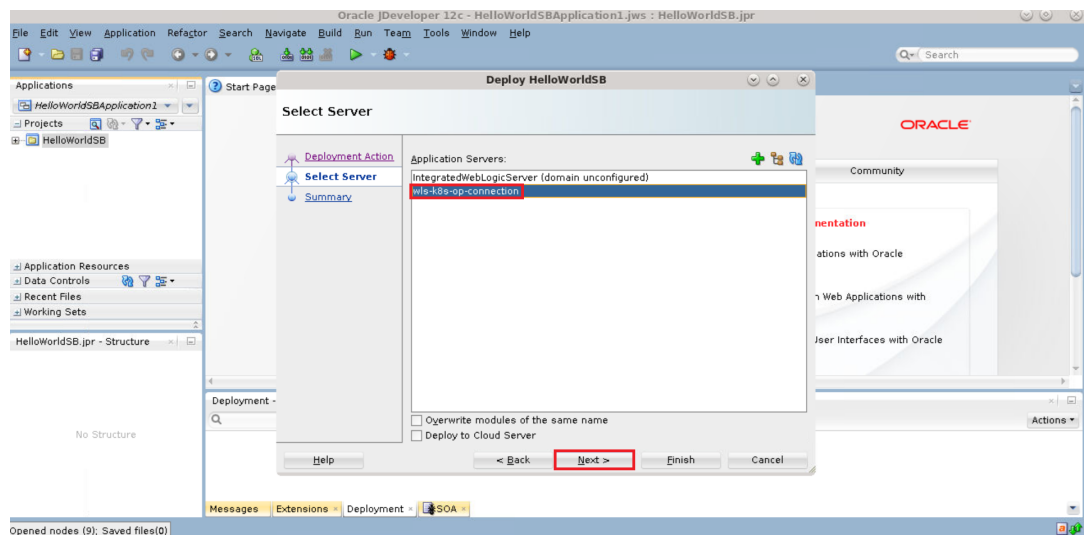 Oracle JDeveloper 12c - HelloWorldSBApplication1.jws : HelloWorldSB.jpr
File Edit View Application Refactor Search Navigate Build Run Team Tools Window Help
Search
Applications
HelloWorldSBApplication1
Projects
HelloWorldSB
Application Resources
Data Controls
Recent Files
Working Sets
HelloWorldSB.jpr - Structure
No Structure
Start Page
Deploy HelloWorldSB
Select Server
Deployment Action
Select Server
Summary
Application Servers:
IntegratedWebLogicServer (domain unconfigured)
wls-k8s-op-connection
Overwrite modules of the same name
Deploy to Cloud Server
Help < Back Next > Finish Cancel
ORACLE
Community
mentation
ations with Oracle
n Web Applications with
User Interfaces with Oracle
Deployment -
Actions
Messages Extensions Deployment SOA
Opened nodes (9); Saved files(0)